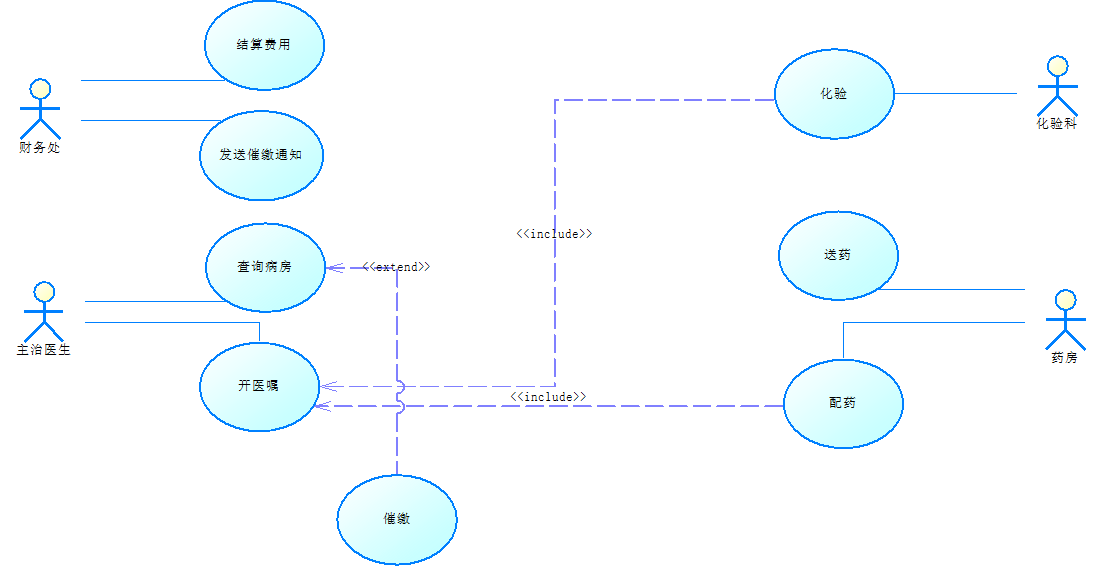 结算费用
化验
财务处
化验科
发送催缴通知
<<include>>
查询病房
<<extend>>
送药
主治医生
药房
开医嘱
<<include>>
配药
催缴